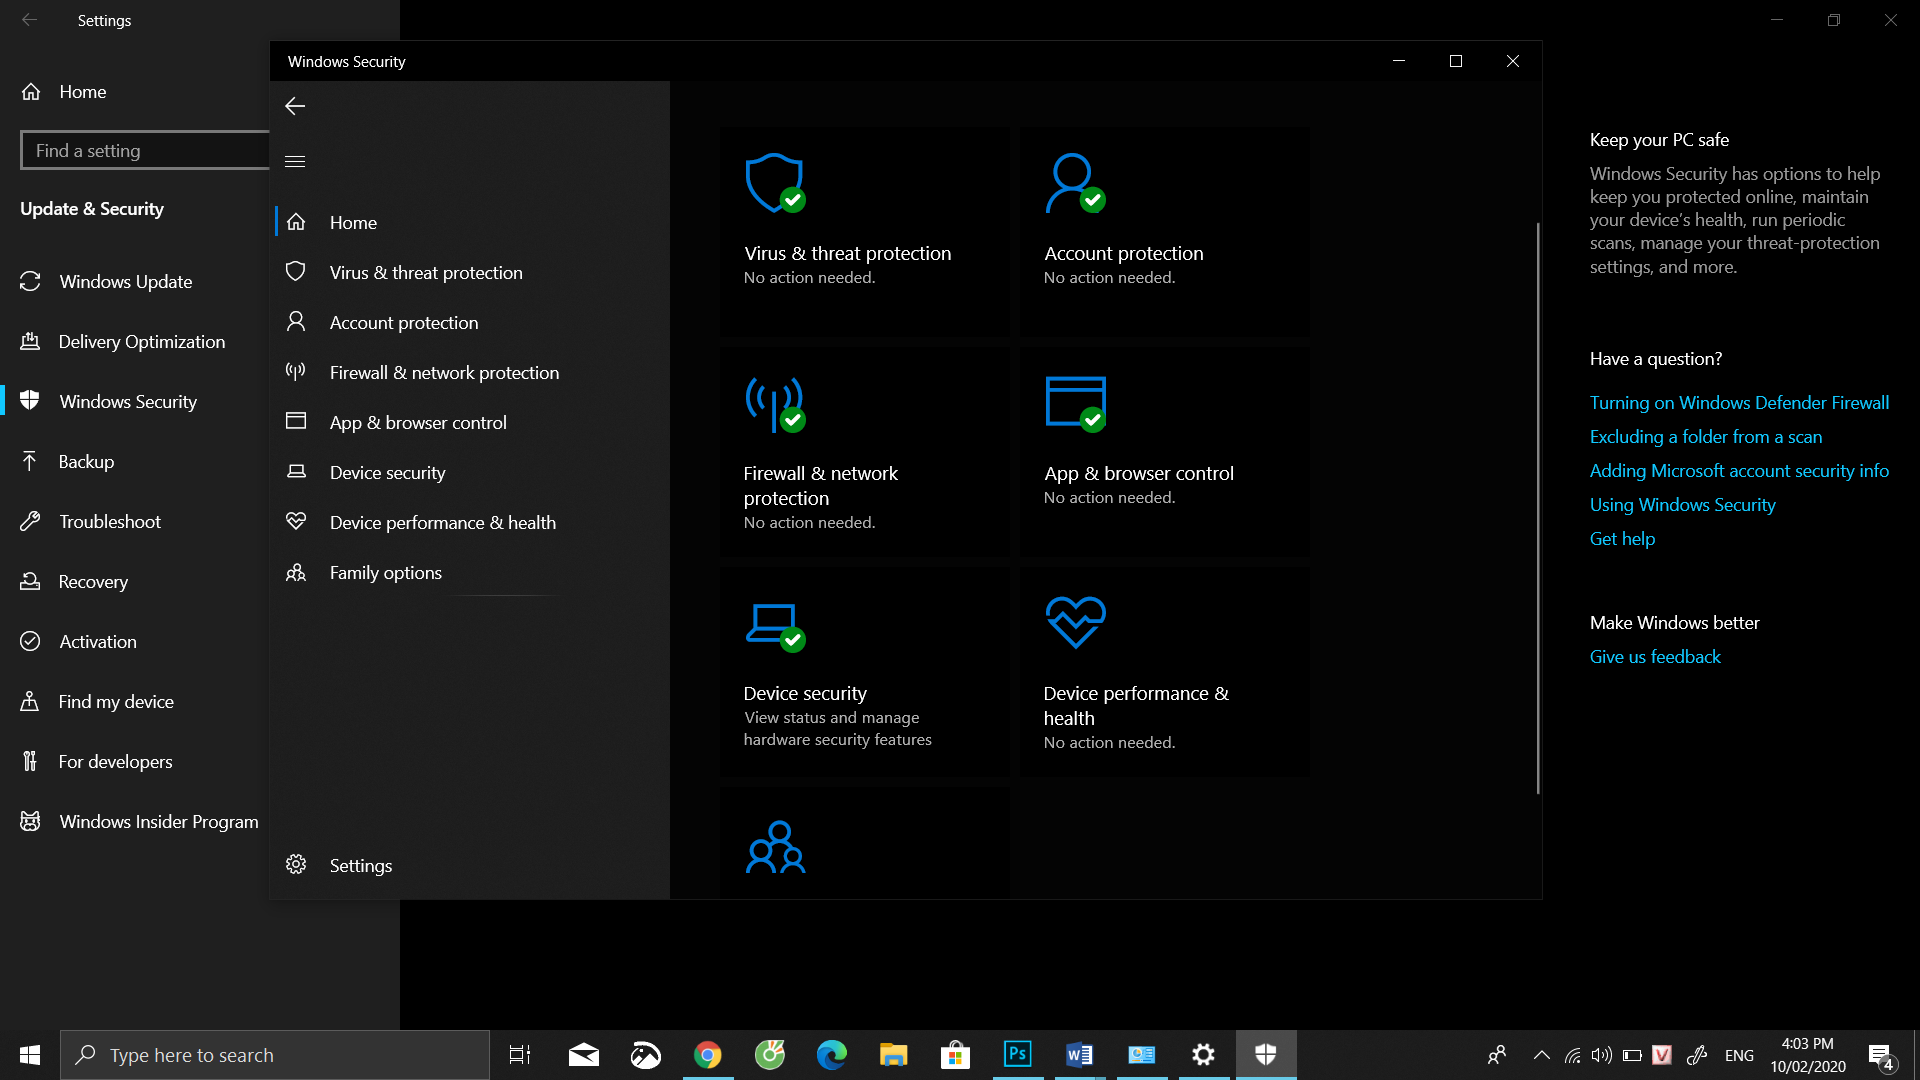 Settings
Home
Find a setting
Update & Security
Windows Update
Delivery Optimization
Windows Security
Backup
Troubleshoot
Recovery
Activation
Find my device
For developers
Windows Insider Program
Windows Security
Home
Virus & threat protection
Account protection
Firewall & network protection
App & browser control
Device security
Device performance & health
Family options
Settings
Virus & threat protection
No action needed.
Account protection
No action needed.
Firewall & network
protection
No action needed.
App & browser control
No action needed.
Device security
View status and manage
hardware security features
Device performance &
health
No action needed.
Keep your PC safe
Windows Security has options to help
keep you protected online, maintain
your device's health, run periodic
scans, manage your threat-protection
settings, and more.
Have a question?
Turning on Windows Defender Firewall
Excluding a folder from a scan
Adding Microsoft account security info
Using Windows Security
Get help
Make Windows better
Give us feedback
Type here to search
Ps
W
V
ENG
4:03 PM
10/02/2020
4